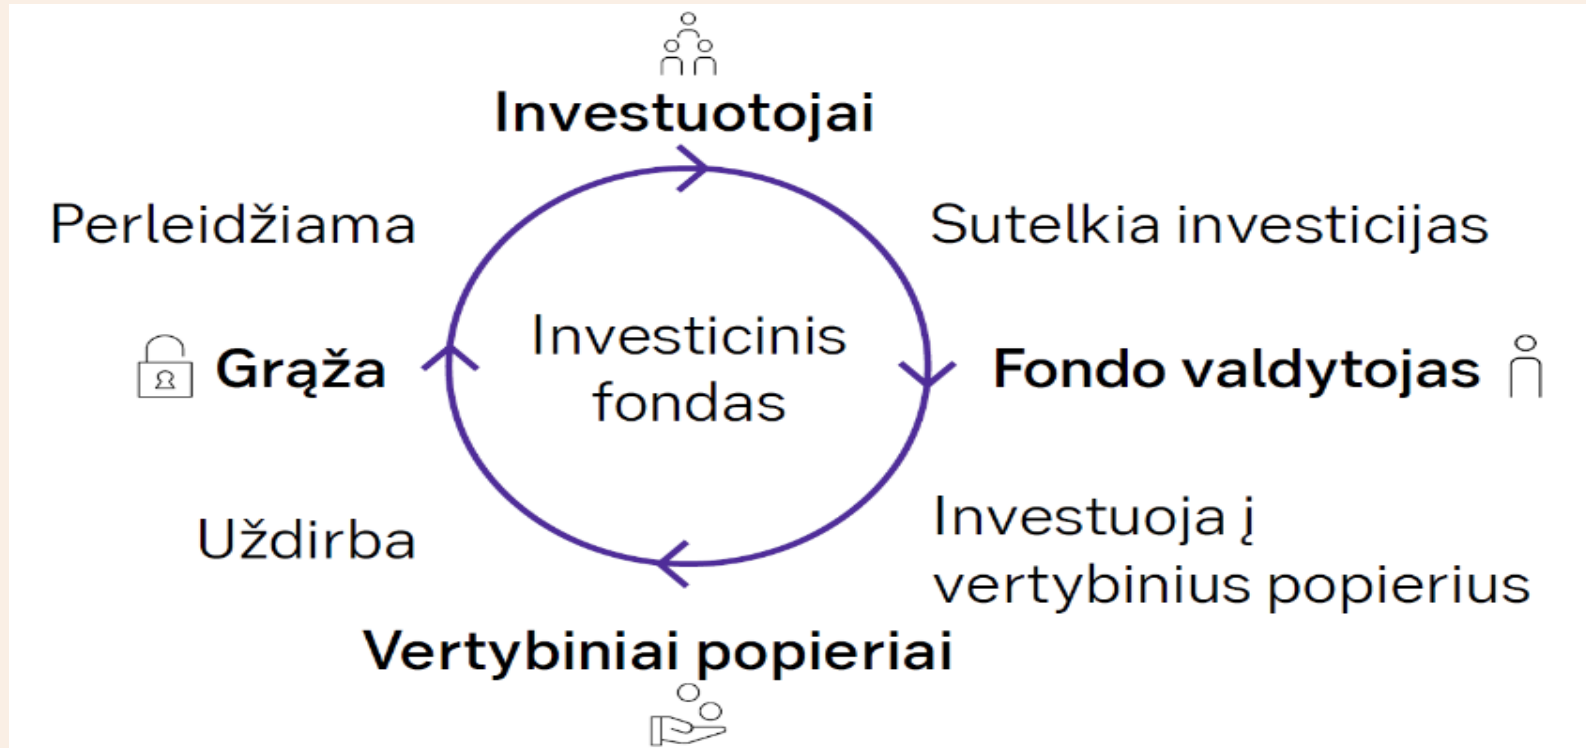 Investuotojai
Perleidžiama
Sutelkia investicijas
Investicinis
fondas
Grąža
Fondo valdytojas
Uždirba
Investuoja į
vertybinius popierius
Vertybiniai popieriai